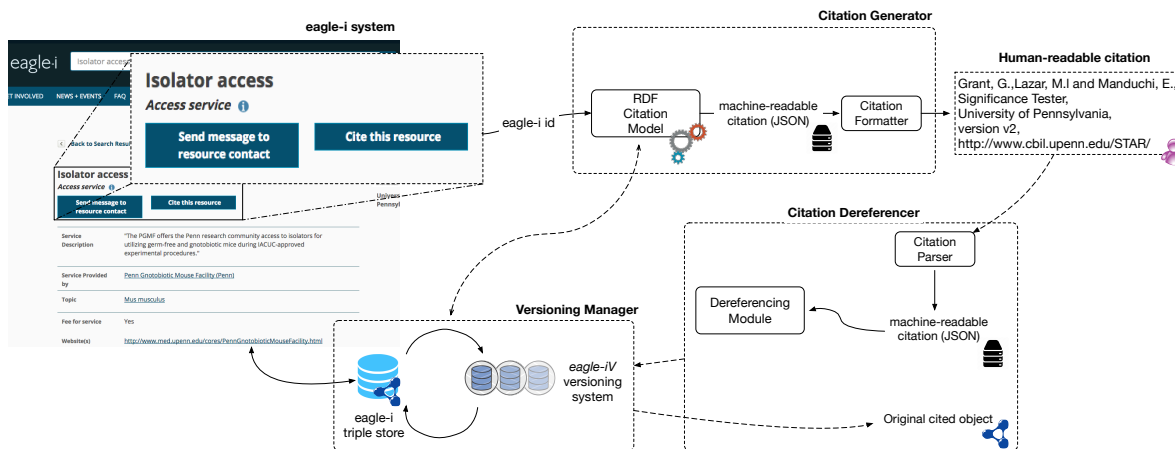 eagle-i system
eagle-i
Isolator access
GET INVOLVED
NEWS + EVENTS
FAQ
Back to Search Resu
Isolator access
Access service
Send message to
resource contact
Cite this resource
Isolator access
Access service
Send message to
resource contact
Cite this resource
Univers
Pennsyl
Service
Description
"The PGMF offers the Penn research community access to isolators for
utilizing germ-free and gnotobiotic mice during IACUC-approved
experimental procedures."
Service Provided
by
Penn Gnotobiotic Mouse Facility (Penn)
Topic
Mus musculus
Fee for service
Yes
Website(s)
http://www.med.upenn.edu/cores/PennGnotobioticMouseFacility.html
eagle-i id
Citation Generator
RDF
Citation
Model
machine-readable
citation (JSON)
Citation
Formatter
Human-readable citation
Grant, G.,Lazar, M.I and Manduchi, E.,
Significance Tester,
University of Pennsylvania,
version v2,
http://www.cbil.upenn.edu/STAR/
Citation Dereferencer
Citation
Parser
machine-readable
citation (JSON)
Dereferencing
Module
Original cited object
Versioning Manager
eagle-i
triple store
eagle-iV
versioning
system